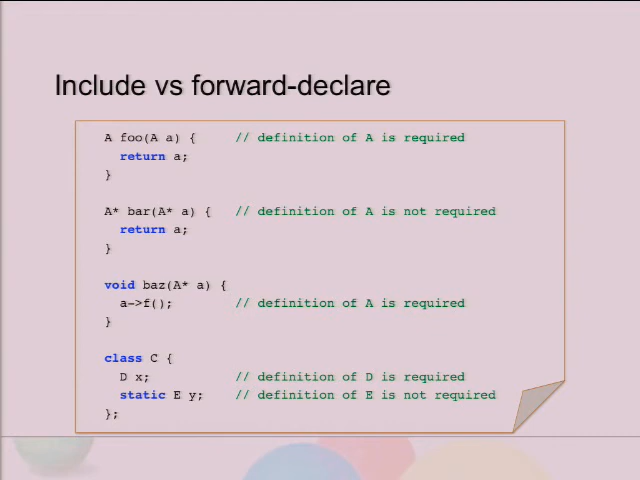 Include vs forward-declare
A foo(A a) { // definition of A is required
return a;
}
A* bar(A* a) { // definition of A is not required
return a;
}
void baz(A* a) {
a->f(); // definition of A is required
}
class C {
D x; // definition of D is required
static E y; // definition of E is not required
};